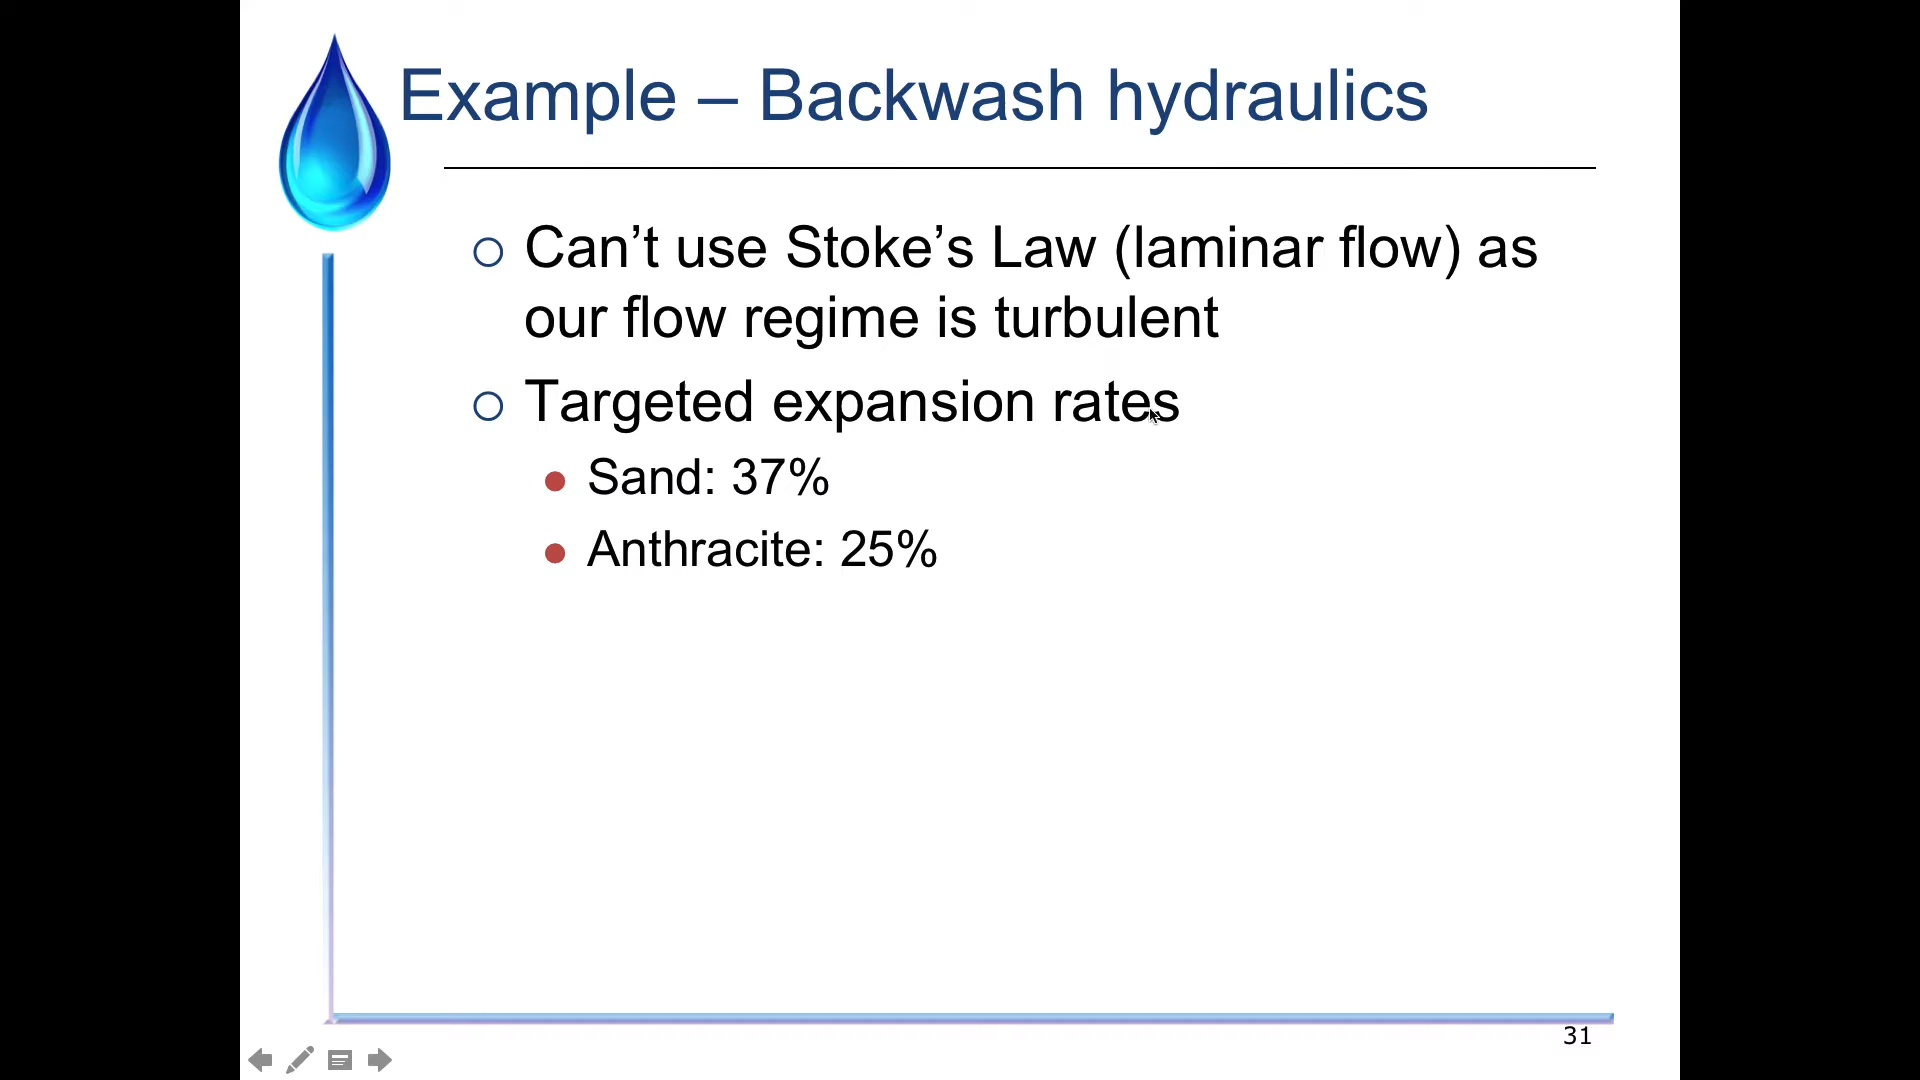 Example – Backwash hydraulics
Can’t use Stoke’s Law (laminar flow) as
our flow regime is turbulent
Targeted expansion rates
Sand: 37%
Anthracite: 25%
31